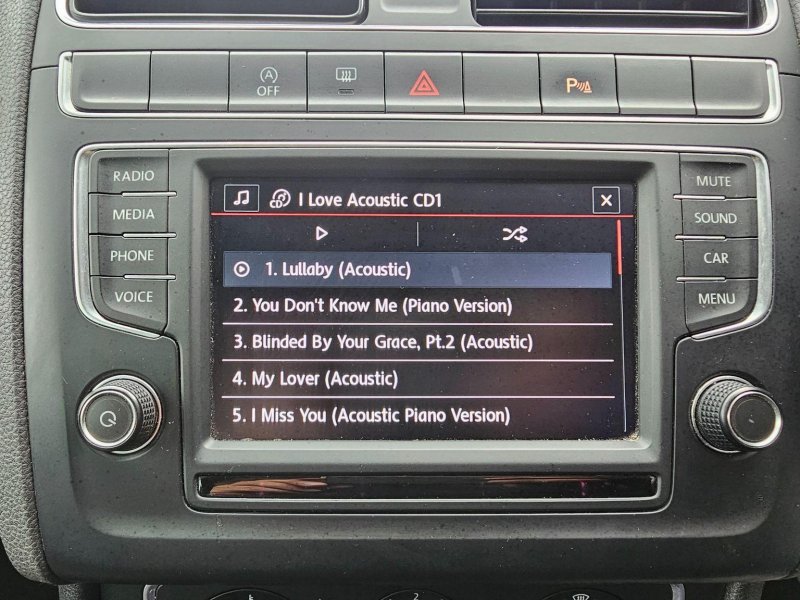 A
OFF
P
RADIO
MEDIA
PHONE
VOICE
MUTE
SOUND
CAR
MENU
CD
I Love Acoustic CD1
1. Lullaby (Acoustic)
2. You Don't Know Me (Piano Version)
3. Blinded By Your Grace, Pt.2 (Acoustic)
4. My Lover (Acoustic)
5. I Miss You (Acoustic Piano Version)
2